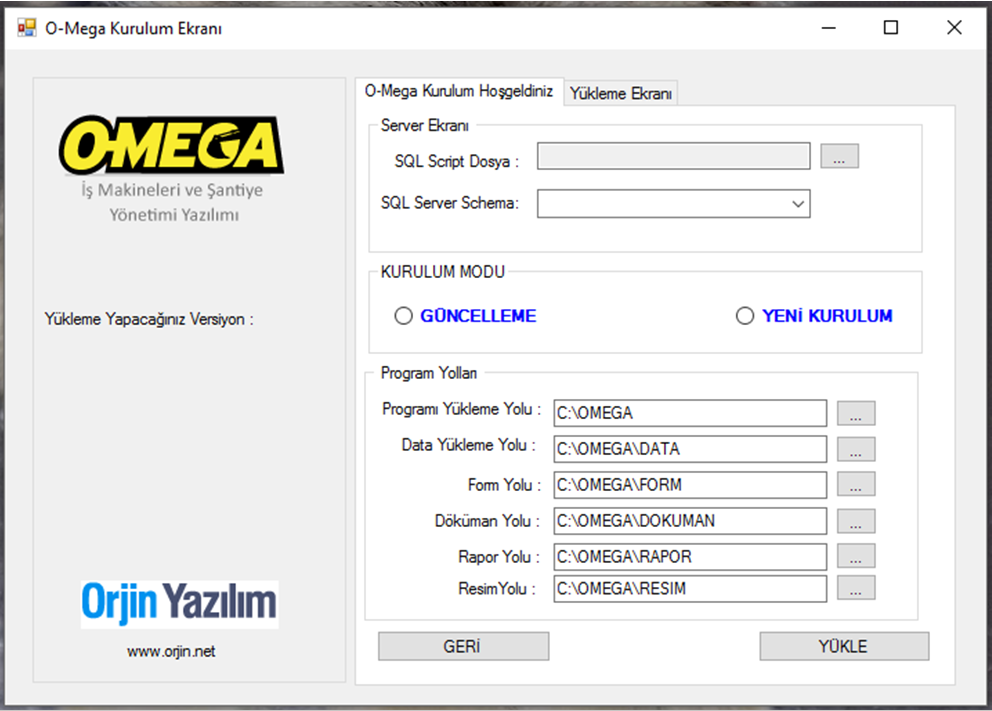 O-Mega Kurulum Ekranı
O-MEGA
İş Makineleri ve Şantiye
Yönetimi Yazılımı
Yükleme Yapacağınız Versiyon :
Orjin Yazılım
www.orjin.net
O-Mega Kurulum Hoşgeldiniz
Yükleme Ekranı
Server Ekranı
SQL Script Dosya :
...
SQL Server Schema:
KURULUM MODU
GÜNCELLEME
YENİ KURULUM
Program Yolları
Programı Yükleme Yolu : C:\OMEGA ...
Data Yükleme Yolu : C:\OMEGA\DATA ...
Form Yolu : C:\OMEGA\FORM ...
Döküman Yolu : C:\OMEGA\DOKUMAN ...
Rapor Yolu : C:\OMEGA\RAPOR ...
ResimYolu : C:\OMEGA\RESIM ...
GERİ
YÜKLE